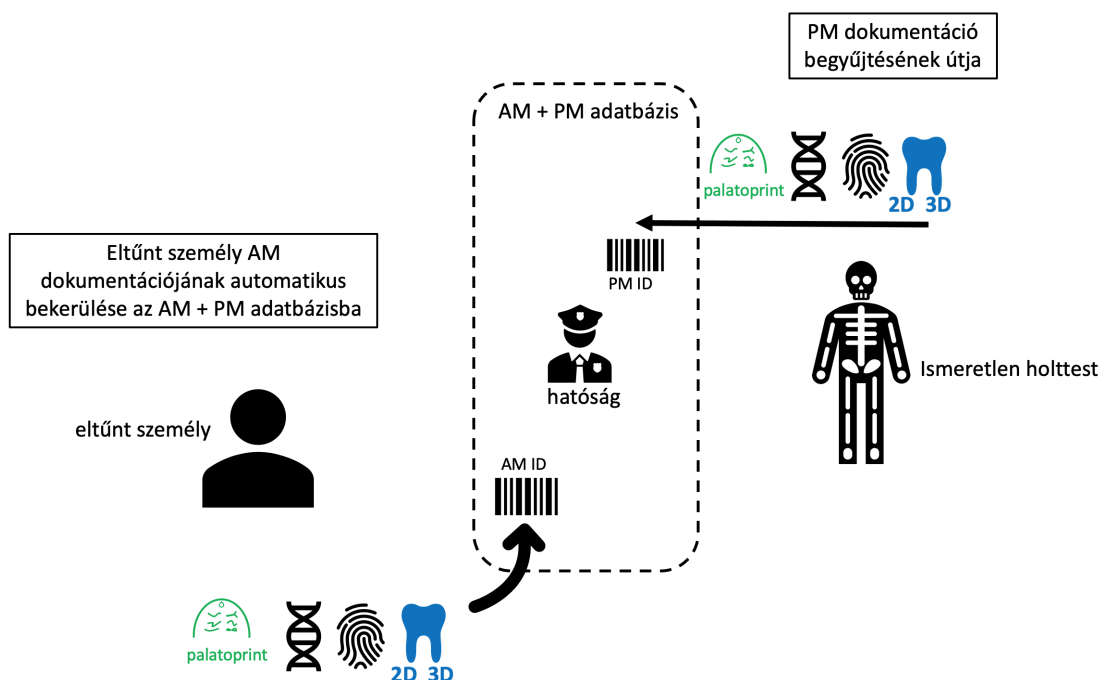 PM dokumentáció
begyűjtésének útja
AM + PM adatbázis
palatoprint
2D 3D
PM ID
Eltűnt személy AM
dokumentációjának automatikus
bekerülése az AM + PM adatbázisba
hatóság
Ismeretlen holttest
eltűnt személy
AM ID
palatoprint
2D 3D